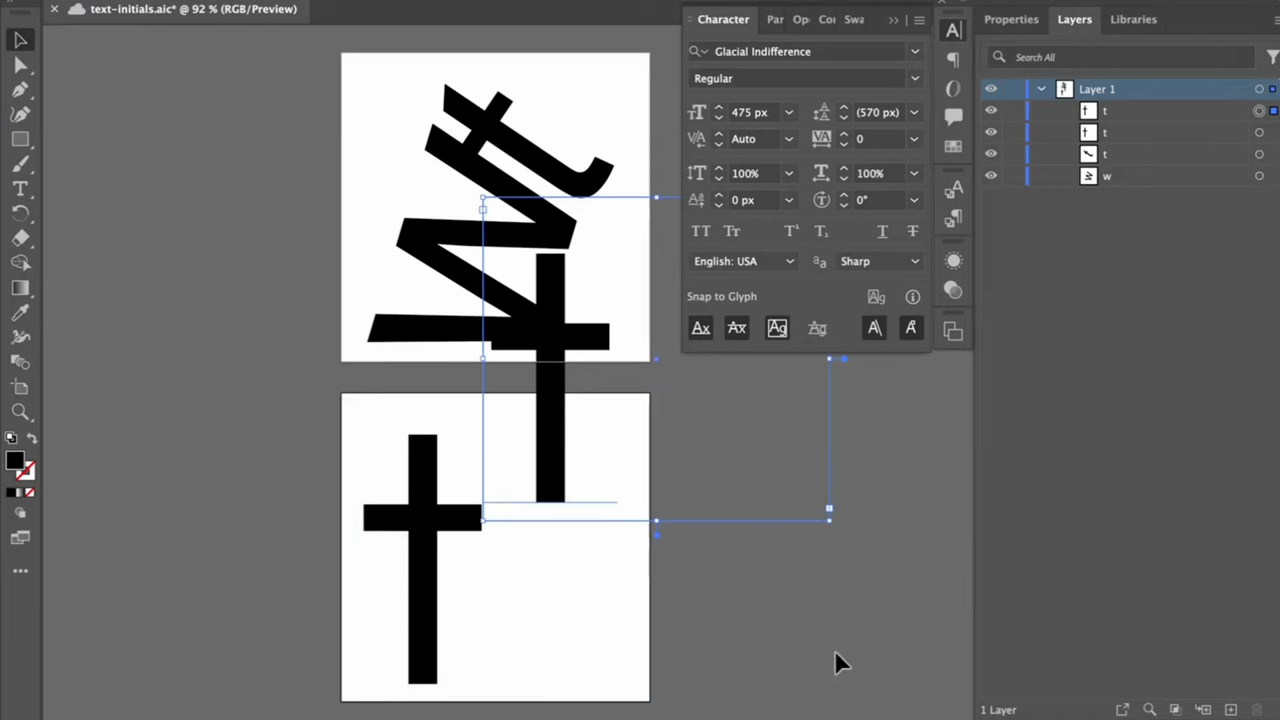 text-initials.aic* @ 92 % (RGB/Preview)
Character
Par
Op
Cor
Swa
Glacial Indifference
Regular
475 px
(570 px)
Auto
0
100%
100%
0 px
0°
English: USA
Sharp
Snap to Glyph
Properties
Layers
Libraries
Search All
Layer 1
t
t
t
w
1 Layer
w
t
t
t